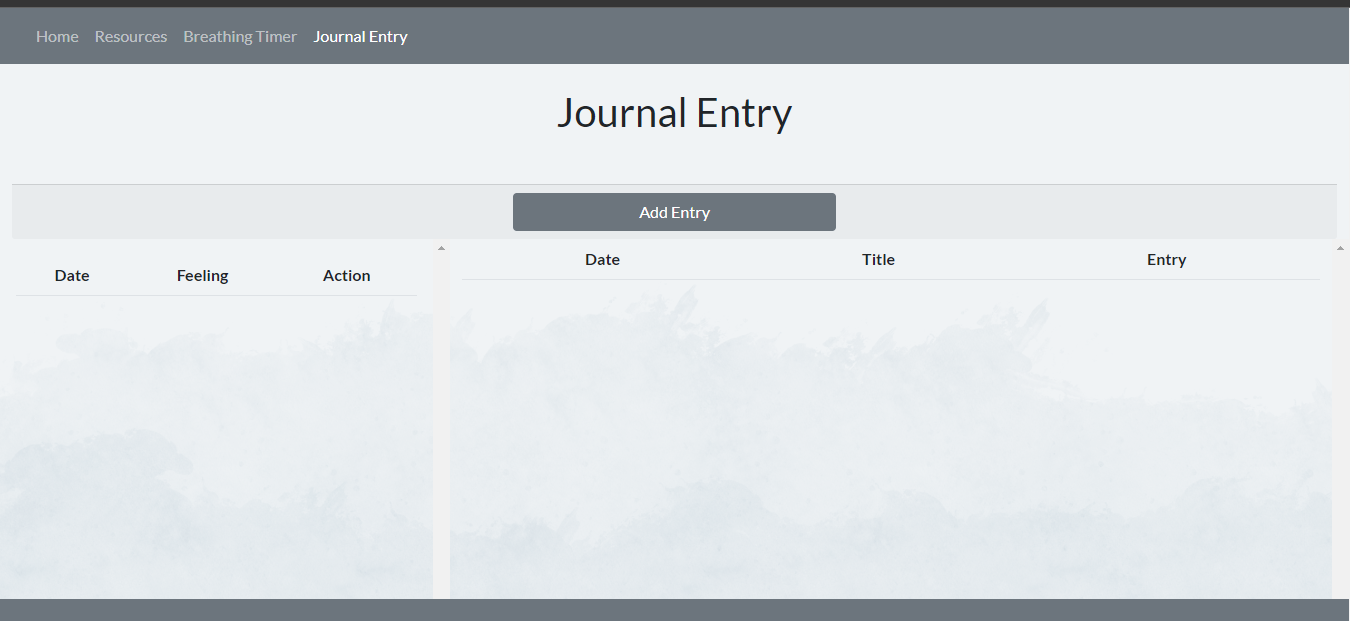 Home Resources Breathing Timer Journal Entry
Journal Entry
Add Entry
Date Feeling Action
Date Title Entry